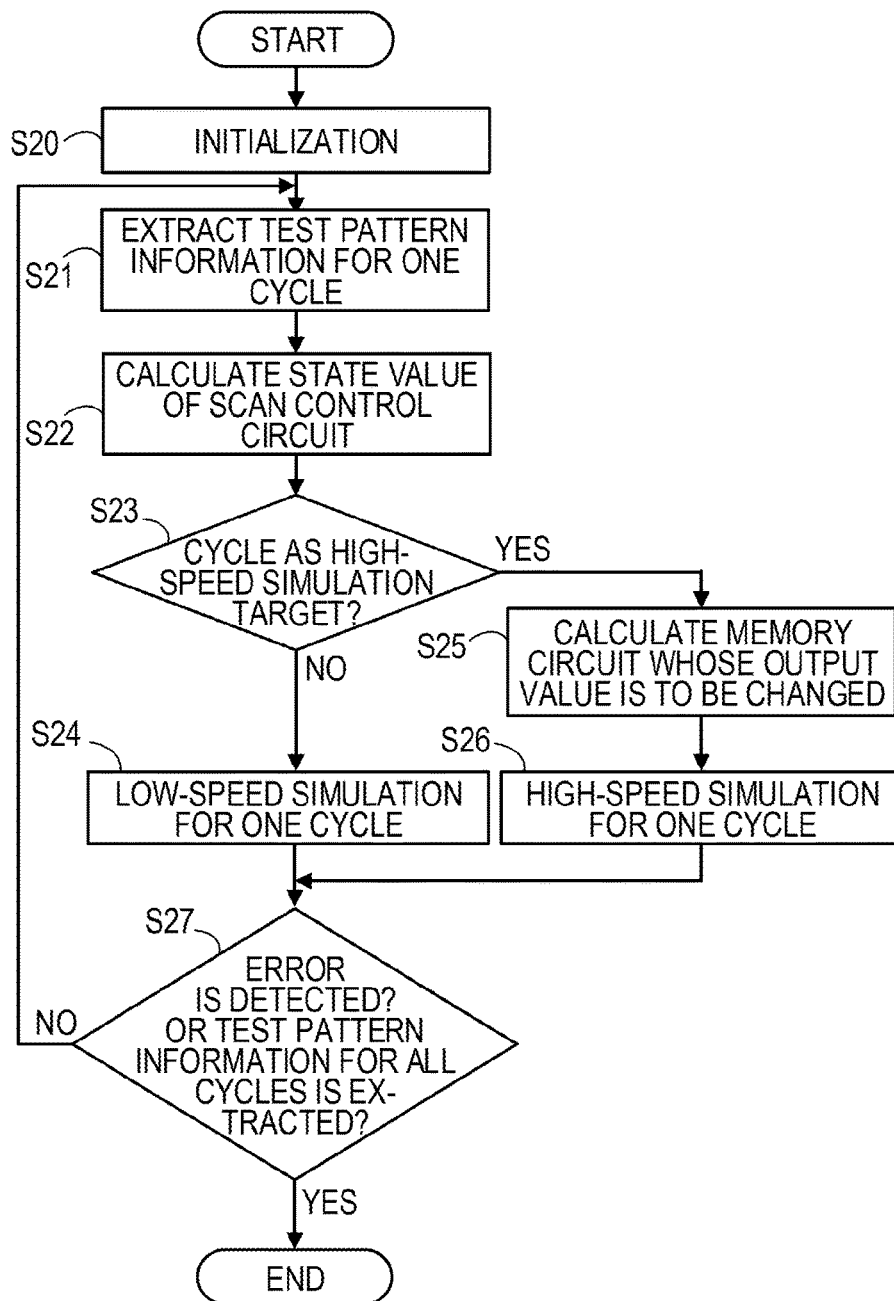 START
S20
INITIALIZATION
S21
EXTRACT TEST PATTERN
INFORMATION FOR ONE
CYCLE
S22
CALCULATE STATE VALUE
OF SCAN CONTROL
CIRCUIT
S23
CYCLE AS HIGH-
SPEED SIMULATION
TARGET?
YES
NO
S25
CALCULATE MEMORY
CIRCUIT WHOSE OUTPUT
VALUE IS TO BE CHANGED
S24
LOW-SPEED SIMULATION
FOR ONE CYCLE
S26
HIGH-SPEED SIMULATION
FOR ONE CYCLE
S27
ERROR
IS DETECTED?
OR TEST PATTERN
INFORMATION FOR ALL
CYCLES IS EX-
TRACTED?
NO
YES
END